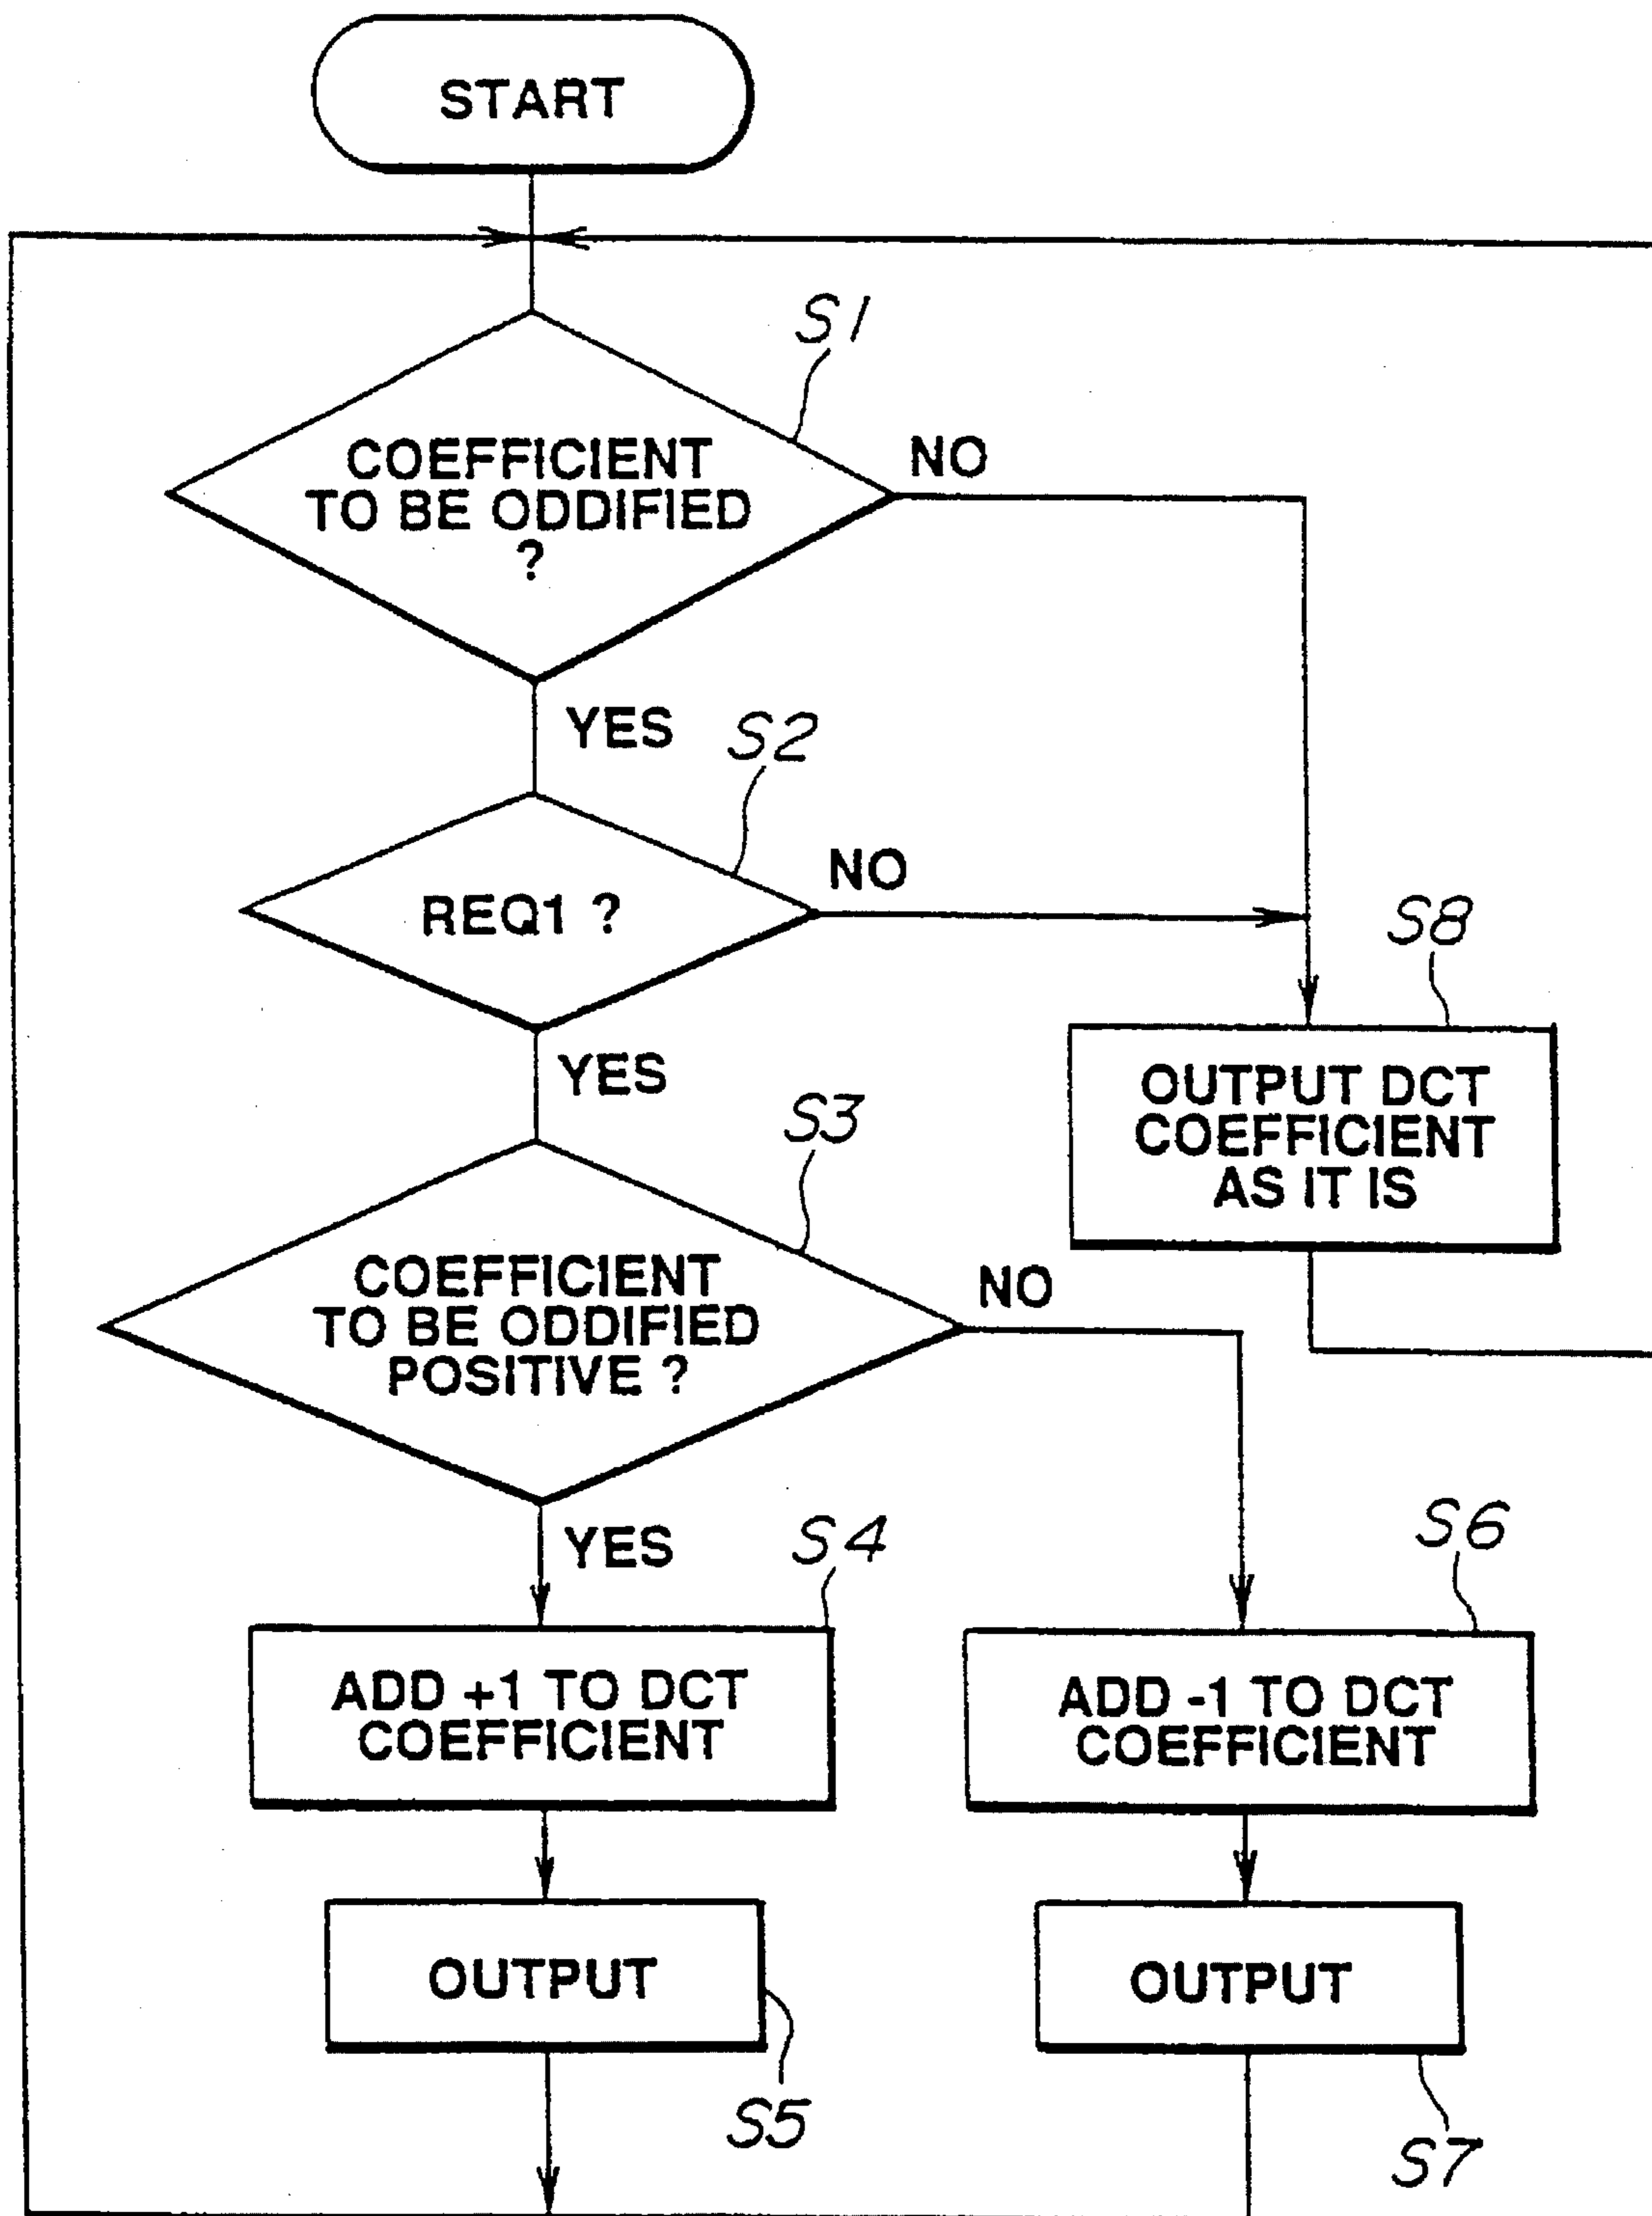 START
S1
COEFFICIENT
TO BE ODDIFIED
?
NO
YES
S2
REQ1 ?
NO
YES
S8
OUTPUT DCT
COEFFICIENT
AS IT IS
S3
COEFFICIENT
TO BE ODDIFIED
POSITIVE ?
NO
YES
S4
ADD +1 TO DCT
COEFFICIENT
S6
ADD -1 TO DCT
COEFFICIENT
OUTPUT
S5
OUTPUT
S7